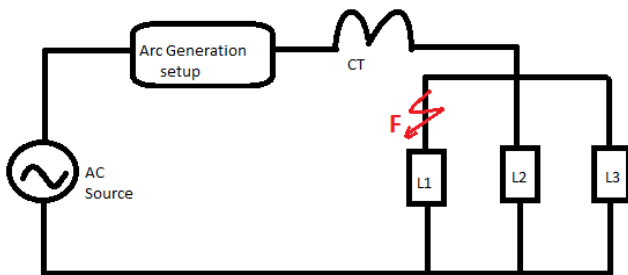 Arc Generation
setup
CT
F
L1
L2
L3
AC
Source